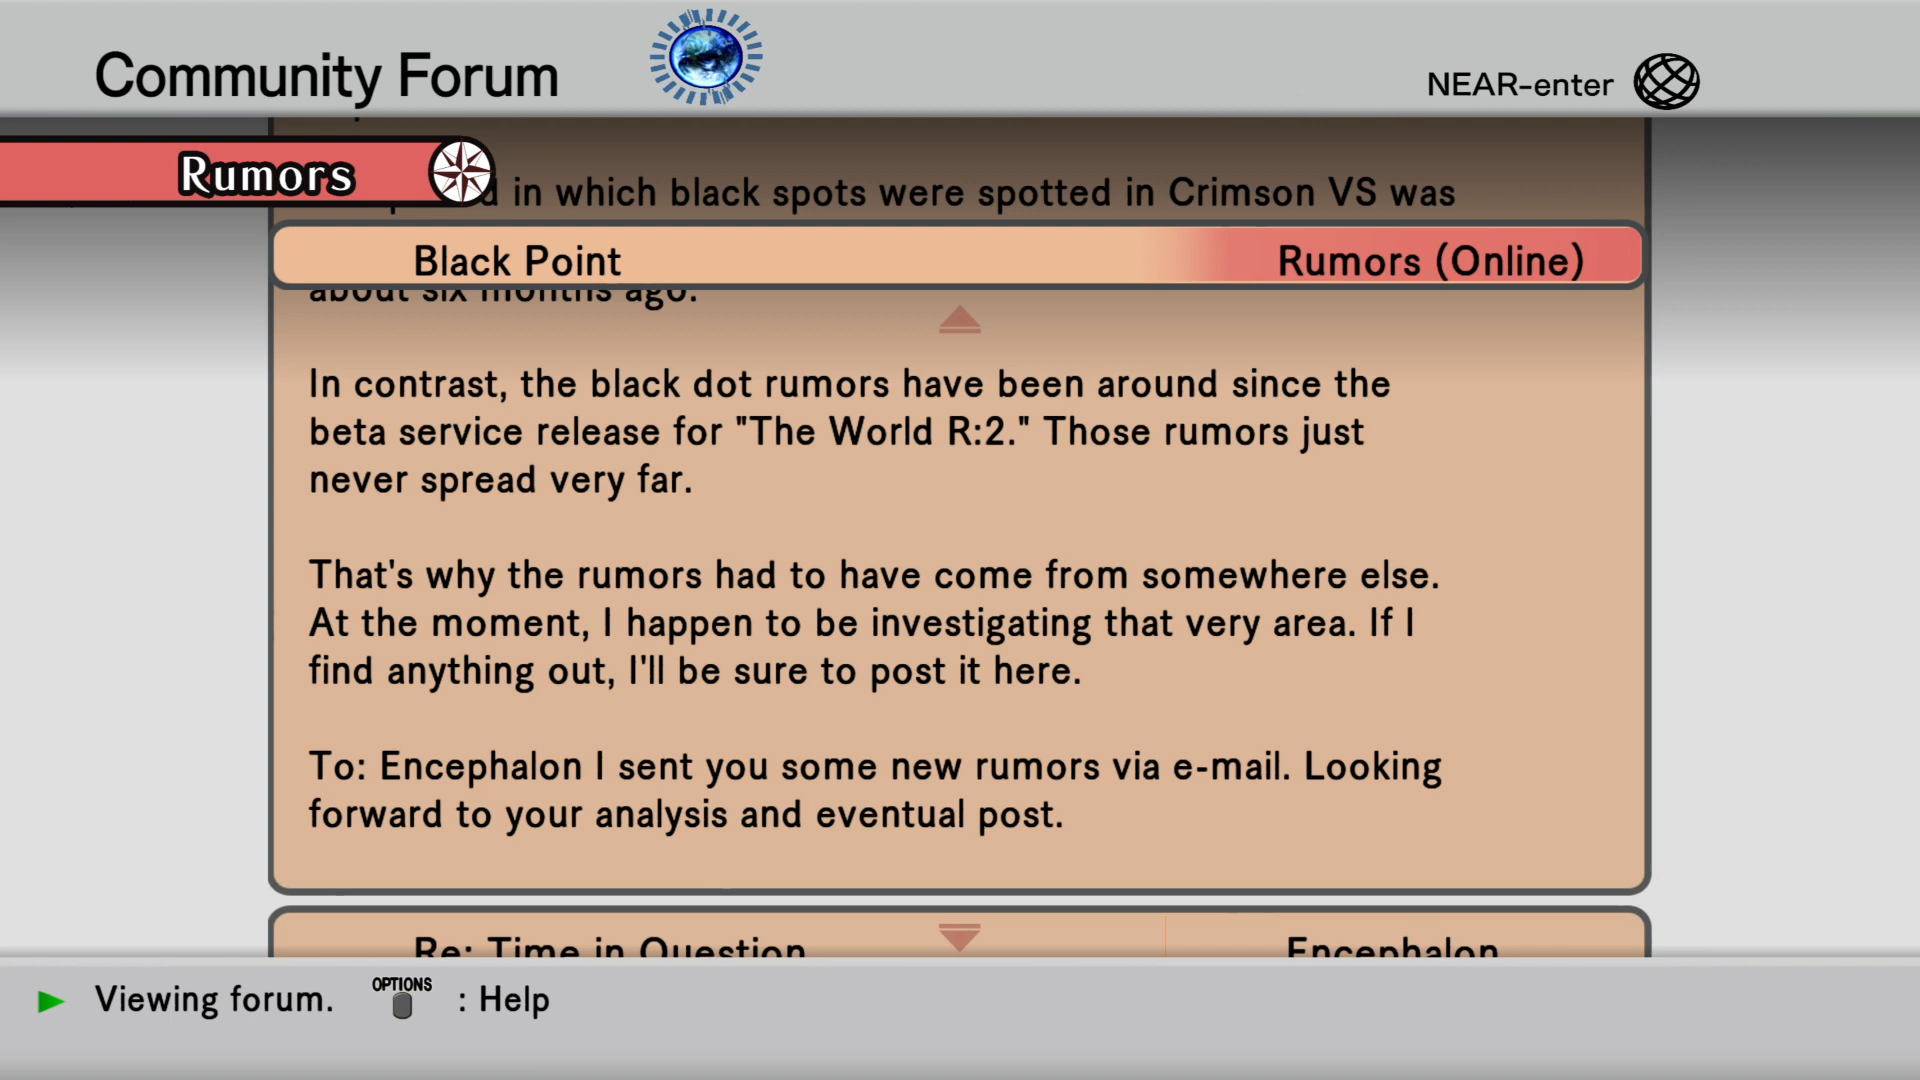 Community Forum
NEAR-enter
Rumors
in which black spots were spotted in Crimson VS was
Black Point
Rumors (Online)
about six months ago.
In contrast, the black dot rumors have been around since the
beta service release for "The World R:2." Those rumors just
never spread very far.
That's why the rumors had to have come from somewhere else.
At the moment, I happen to be investigating that very area. If I
find anything out, I'll be sure to post it here.
To: Encephalon I sent you some new rumors via e-mail. Looking
forward to your analysis and eventual post.
Re: Time in Question
Encephalon
Viewing forum.
OPTIONS
: Help